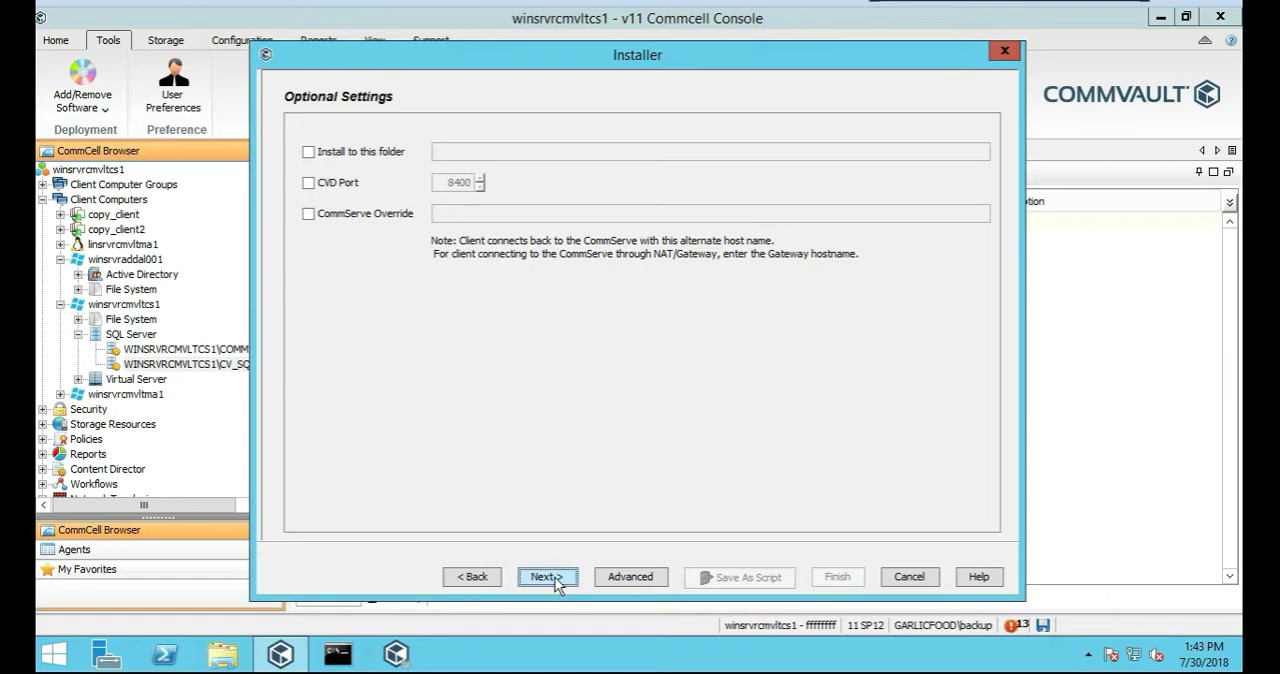 winsrvrcmvltcs1 - v11 Commcell Console
Home
Tools
Storage
Installer
Add/Remove
Software
User
Preferences
Deployment
Preference
COMMVAULT
Optional Settings
Install to this folder
CVD Port
8400
CommServe Override
Note: Client connects back to the CommServe with this alternate host name.
For client connecting to the CommServe through NAT/Gateway, enter the Gateway hostname.
CommCell Browser
winsrvrcmvltcs1
Client Computer Groups
Client Computers
copy_client
copy_client2
linsrvrvltma1
winsrvraddal001
Active Directory
File System
winsrvrcmvltcs1
File System
SQL Server
WINSRVRCMVLTCS1\COMM
WINSRVRCMVLTCS1\CV_SQ
Virtual Server
winsrvrcmvltma1
Security
Storage Resources
Policies
Reports
Content Director
Workflows
CommCell Browser
Agents
My Favorites
< Back
Next >
Advanced
Save As Script
Finish
Cancel
Help
winsrvrcmvltcs1 - ffffffff
11 SP12
GARLICFOOD\backup
13
1:43 PM
7/30/2018